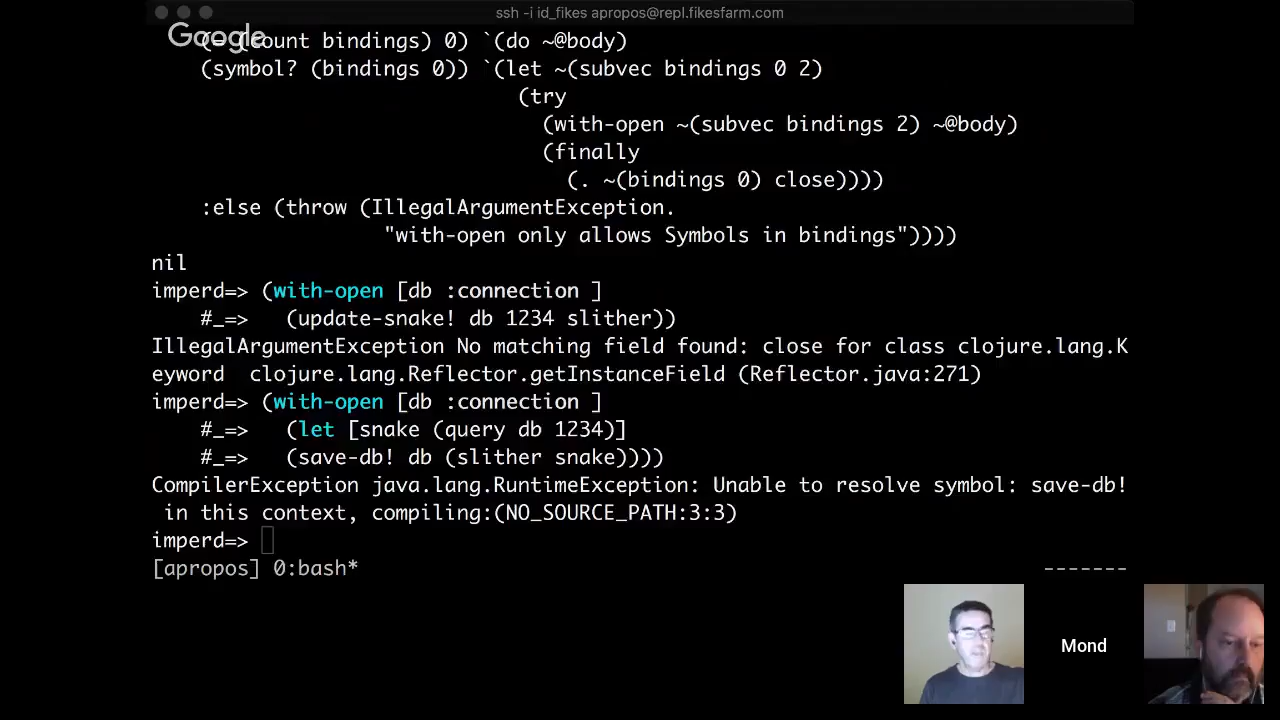 ssh -i id_fikes apropos@repl.fikesfarm.com
Google
(= (count bindings) 0) `(do ~@body)
(symbol? (bindings 0)) `(let ~(subvec bindings 0 2)
(try
(with-open ~(subvec bindings 2) ~@body)
(finally
(. ~(bindings 0) close))))
:else (throw (IllegalArgumentException.
"with-open only allows Symbols in bindings"))))
nil
imperd=> (with-open [db :connection ]
#_=>   (update-snake! db 1234 slither))
IllegalArgumentException No matching field found: close for class clojure.lang.K
eyword  clojure.lang.Reflector.getInstanceField (Reflector.java:271)
imperd=> (with-open [db :connection ]
#_=>   (let [snake (query db 1234)]
#_=>   (save-db! db (slither snake))))
CompilerException java.lang.RuntimeException: Unable to resolve symbol: save-db!
in this context, compiling:(NO_SOURCE_PATH:3:3)
imperd=>
[apropos] 0:bash* -------
Mond